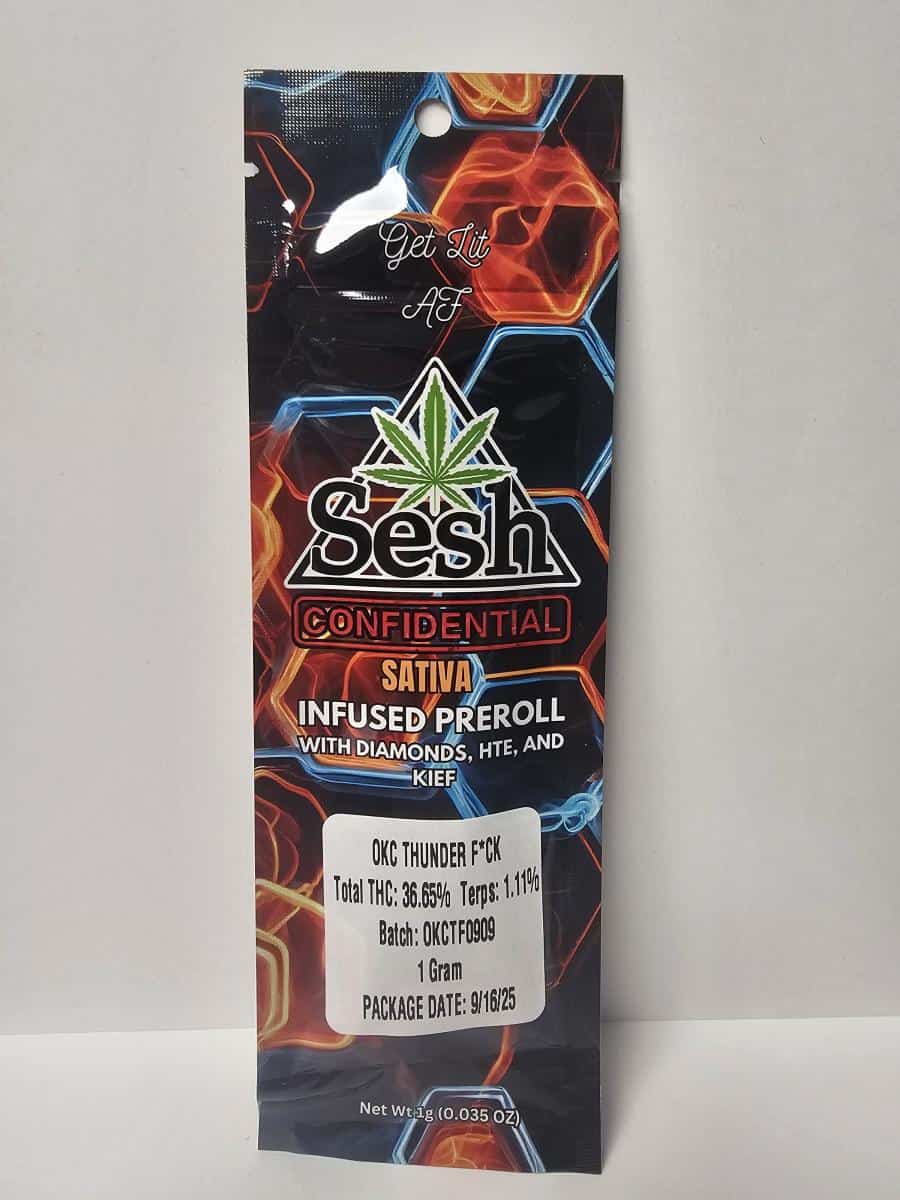 Get Lit
AF
Sesh
CONFIDENTIAL
SATIVA
INFUSED PREROLL
WITH DIAMONDS, HTE, AND
KIEF
OKC THUNDER F*CK
Total THC: 36.65% Terps: 1.11%
Batch: OKCTF0909
1 Gram
PACKAGE DATE: 9/16/25
Net Wt 1g (0.035 OZ)